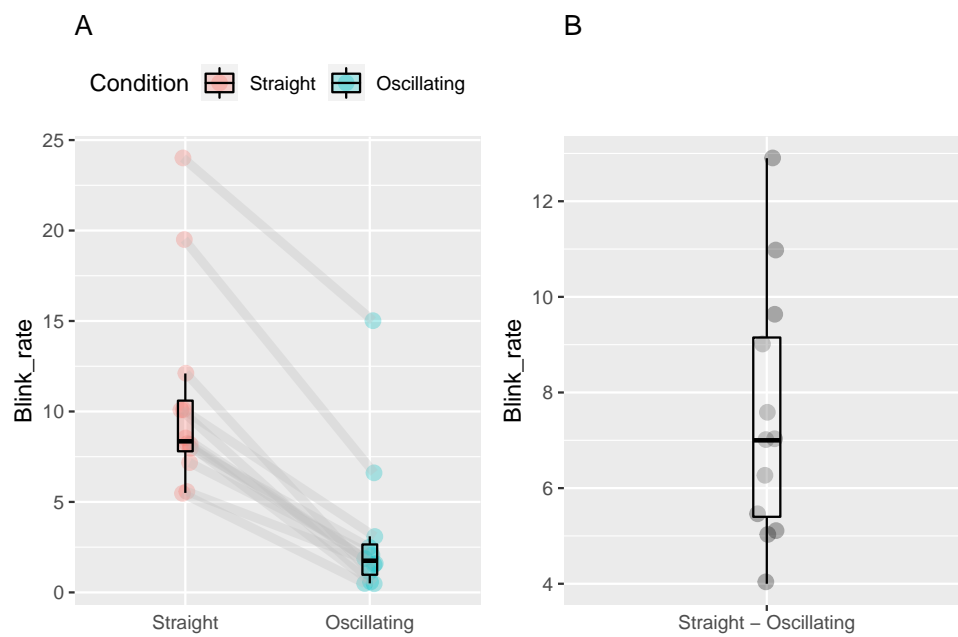 A
B
Condition Straight Oscillating
Blink_rate
25
20
15
10
5
0
Straight Oscillating
Blink_rate
12
10
8
6
4
Straight − Oscillating